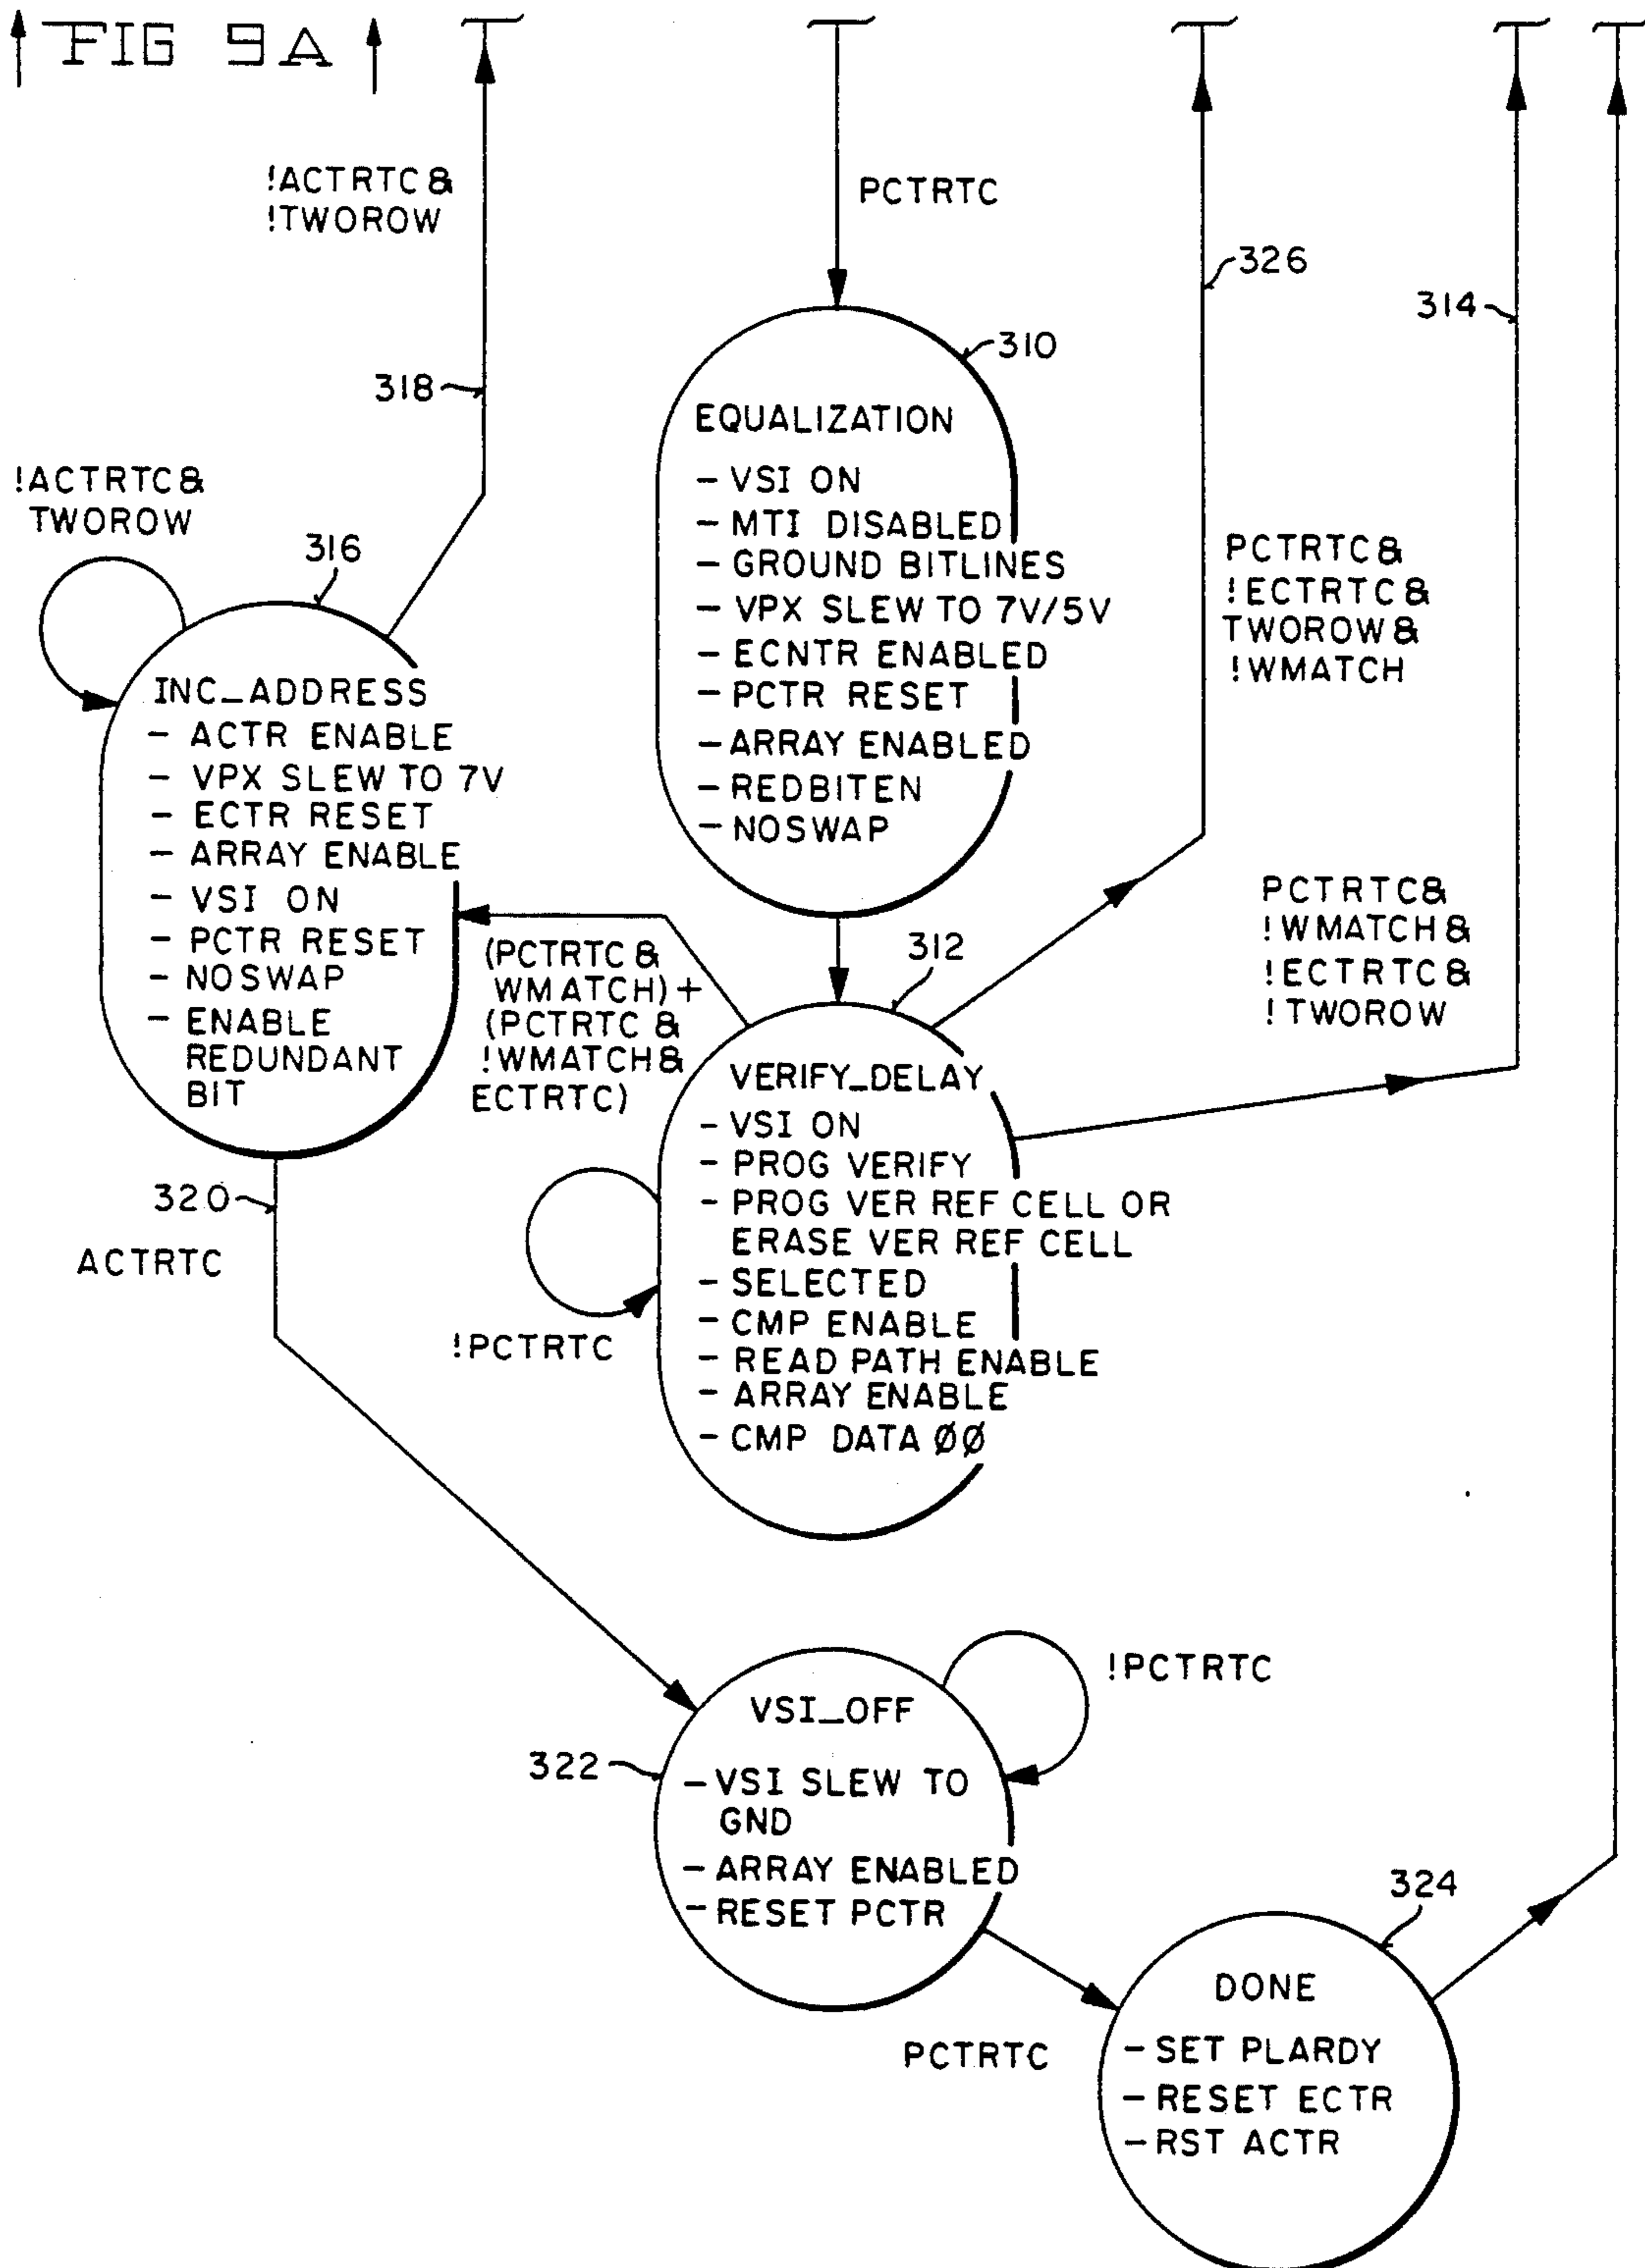 FIG 9A
!ACTRTC &
!TWOROW
318
PCTRTC
326
314
!ACTRTC &
TWOROW
316
INC_ADDRESS
- ACTR ENABLE
- VPX SLEW TO 7V
- ECTR RESET
- ARRAY ENABLE
- VSI ON
- PCTR RESET
- NOSWAP
- ENABLE
REDUNDANT
BIT
310
EQUALIZATION
- VSI ON
- MTI DISABLED
- GROUND BITLINES
- VPX SLEW TO 7V/5V
- ECNTR ENABLED
- PCTR RESET
- ARRAY ENABLED
- REDBITEN
- NOSWAP
PCTRTC &
!ECTRTC &
TWOROW &
!WMATCH
PCTRTC &
!WMATCH &
!ECTRTC &
!TWOROW
(PCTRTC &
WMATCH) +
(PCTRTC &
!WMATCH &
ECTRTC)
312
VERIFY_DELAY
- VSI ON
- PROG VERIFY
- PROG VER REF CELL OR
ERASE VER REF CELL
- SELECTED
- CMP ENABLE
- READ PATH ENABLE
- ARRAY ENABLE
- CMP DATA ØØ
!PCTRTC
320
ACTRTC
322
VSI_OFF
- VSI SLEW TO
GND
- ARRAY ENABLED
- RESET PCTR
!PCTRTC
PCTRTC
324
DONE
- SET PLARDY
- RESET ECTR
- RST ACTR